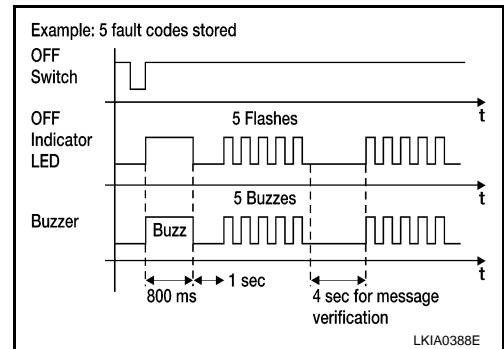 Example: 5 fault codes stored
OFF
Switch
t
OFF
Indicator
LED
5 Flashes
t
5 Buzzes
Buzzer
Buzz
t
1 sec
800 ms
4 sec for message
verification
LKIA0388E